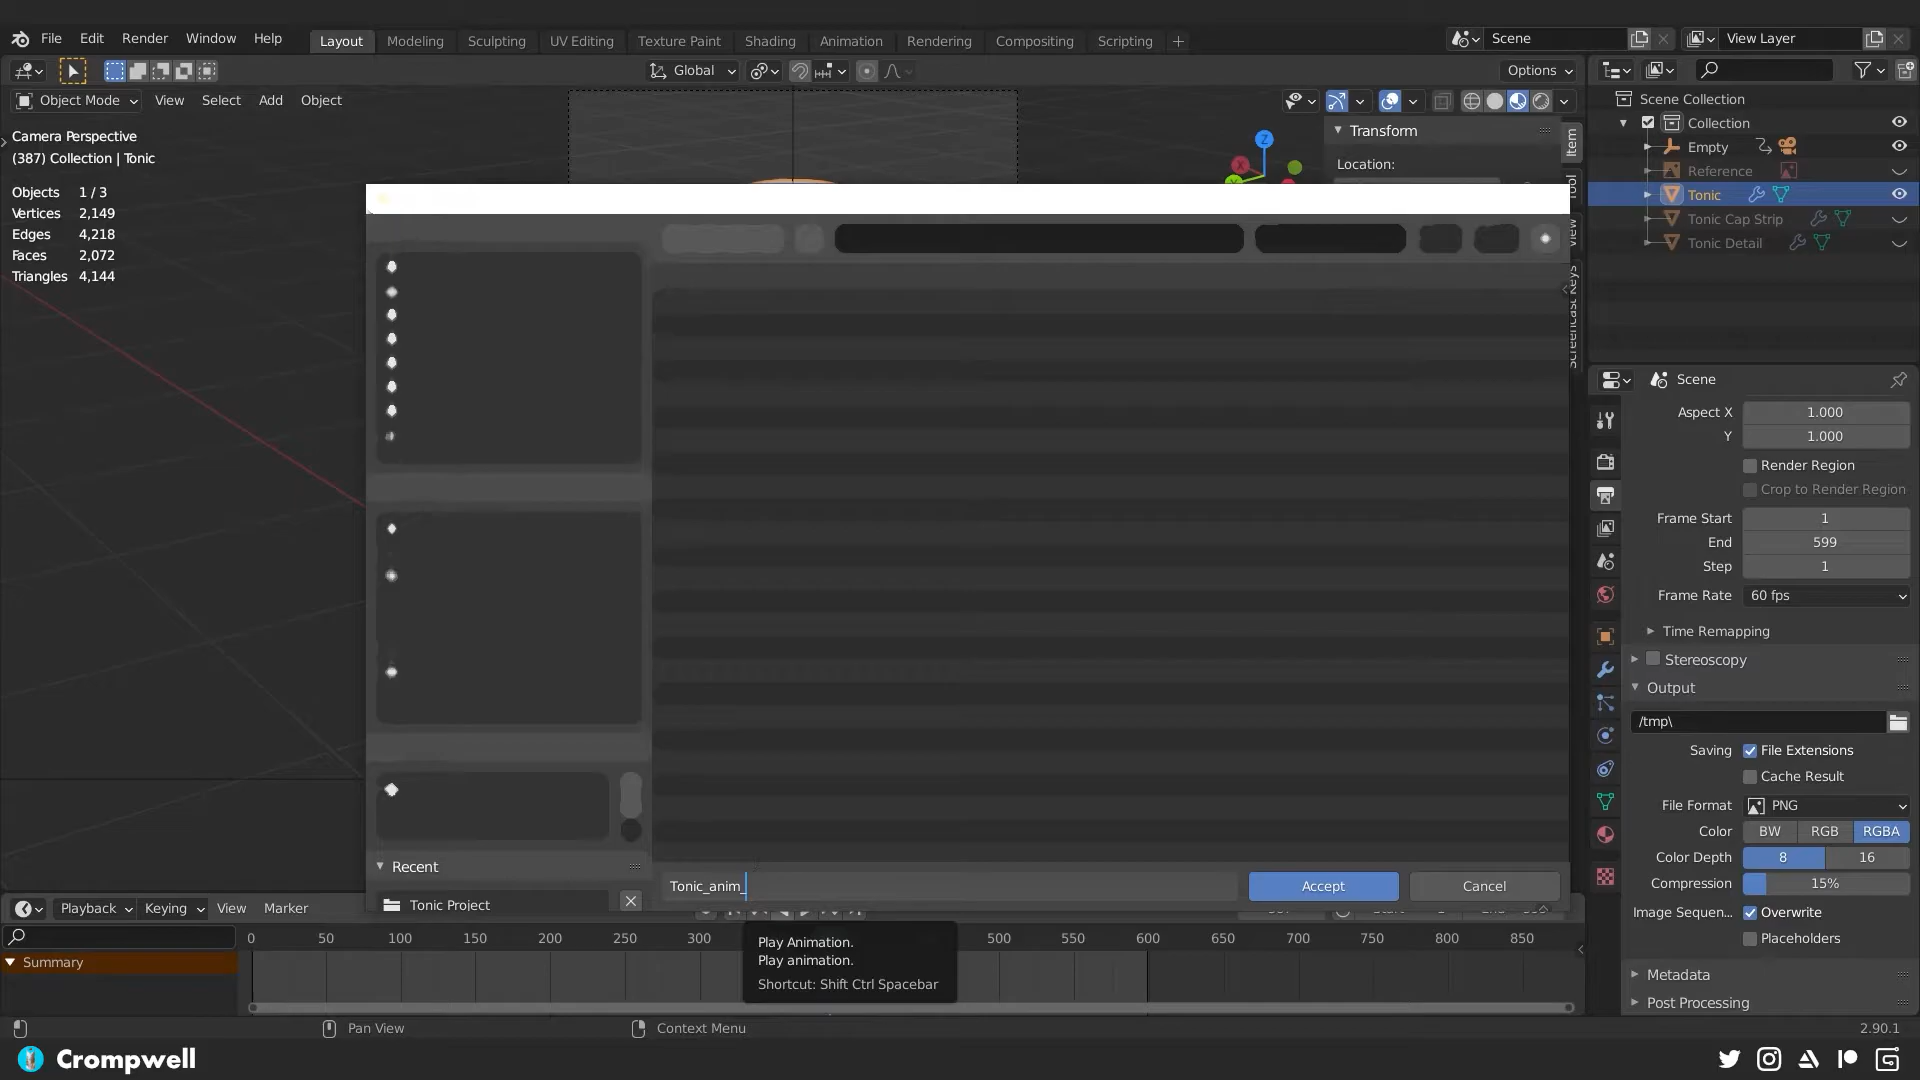 File Edit Render Window Help Layout Modeling Sculpting UV Editing Texture Paint Shading Animation Rendering Compositing Scripting + Scene View Layer
Global Options
Object Mode View Select Add Object
Camera Perspective
(387) Collection | Tonic
Objects 1 / 3
Vertices 2,149
Edges 4,218
Faces 2,072
Triangles 4,144
Z
X
Transform
Location:
Item
Tool
View
Screencast Keys
Scene Collection
Collection
Empty
Reference
Tonic
Tonic Cap Strip
Tonic Detail
Scene
Aspect X 1.000
Y 1.000
Render Region
Crop to Render Region
Frame Start 1
End 599
Step 1
Frame Rate 60 fps
Time Remapping
Stereoscopy
Output
/tmp\
Saving File Extensions
Cache Result
File Format PNG
Color BW RGB RGBA
Color Depth 8 16
Compression 15%
Image Sequen... Overwrite
Placeholders
Metadata
Post Processing
Recent
Tonic Project
Tonic_anim_
Accept
Cancel
Playback Keying View Marker
0 50 100 150 200 250 300 500 550 600 650 700 750 800 850
Summary
Play Animation.
Play animation.
Shortcut: Shift Ctrl Spacebar
Pan View
Context Menu
2.90.1
Crompwell